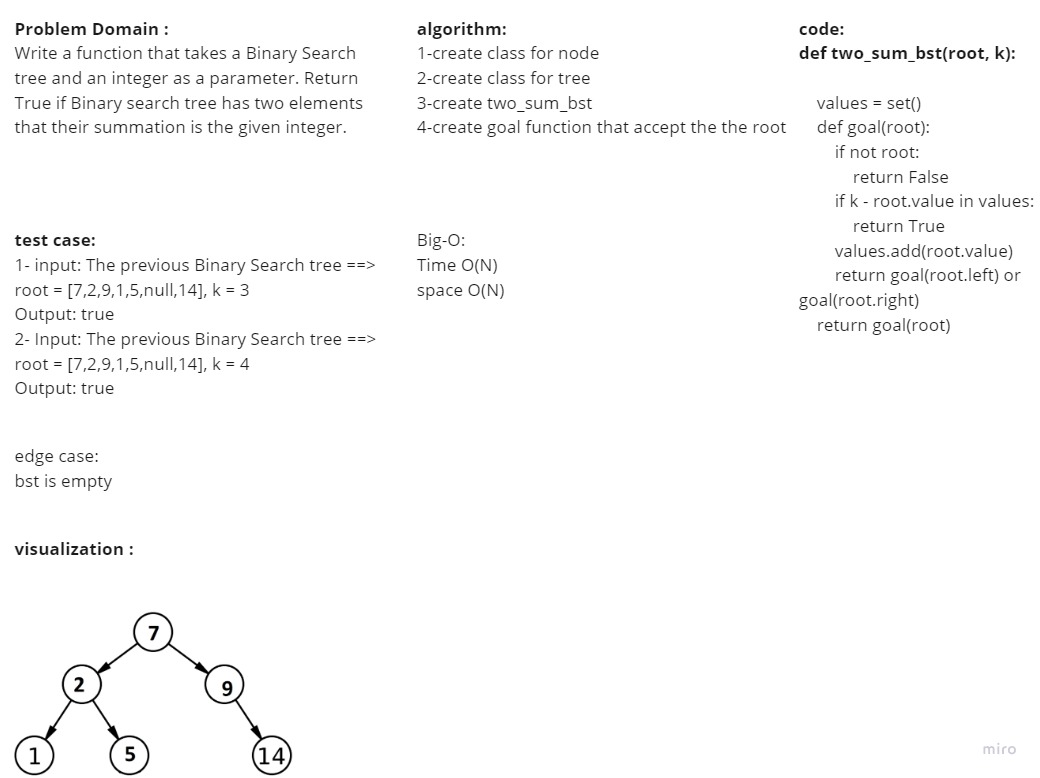 Problem Domain :
Write a function that takes a Binary Search
tree and an integer as a parameter. Return
True if Binary search tree has two elements
that their summation is the given integer.
test case:
1- input: The previous Binary Search tree ==>
root = [7,2,9,1,5,null,14], k = 3
Output: true
2- Input: The previous Binary Search tree ==>
root = [7,2,9,1,5,null,14], k = 4
Output: true
edge case:
bst is empty
visualization :
7
2
9
1
5
14
algorithm:
1-create class for node
2-create class for tree
3-create two_sum_bst
4-create goal function that accept the the root
Big-O:
Time O(N)
space O(N)
code:
def two_sum_bst(root, k):
values = set()
def goal(root):
if not root:
return False
if k - root.value in values:
return True
values.add(root.value)
return goal(root.left) or
goal(root.right)
return goal(root)
miro